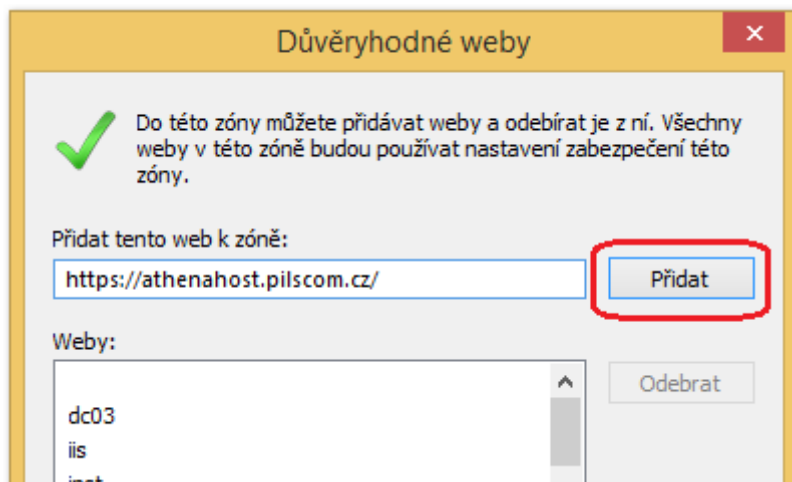 Důvěryhodné weby
Do této zóny můžete přidávat weby a odebírat je z ní. Všechny
weby v této zóně budou používat nastavení zabezpečení této
zóny.
Přidat tento web k zóně:
https://athenahost.pilscom.cz/
Přidat
Weby:
Odebrat
dc03
iis